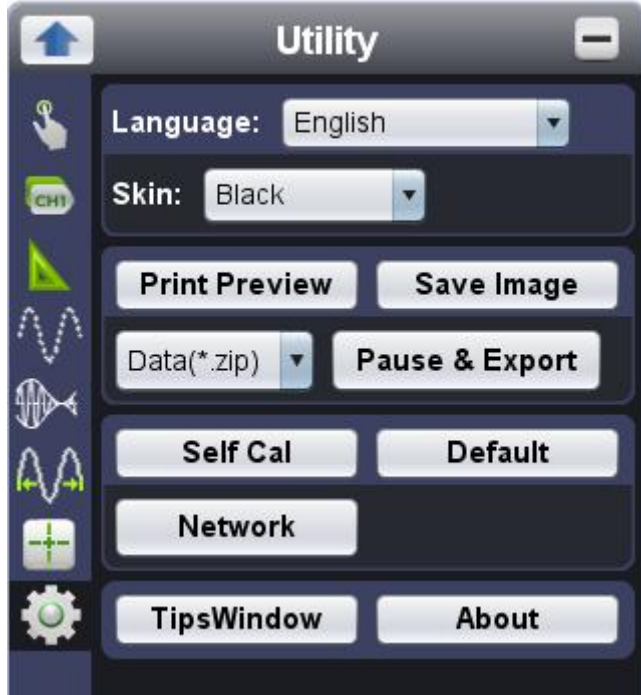 Utility
Language: English
CH1
Skin: Black
Print Preview Save Image
Data(*.zip) Pause & Export
Self Cal Default
Network
TipsWindow About